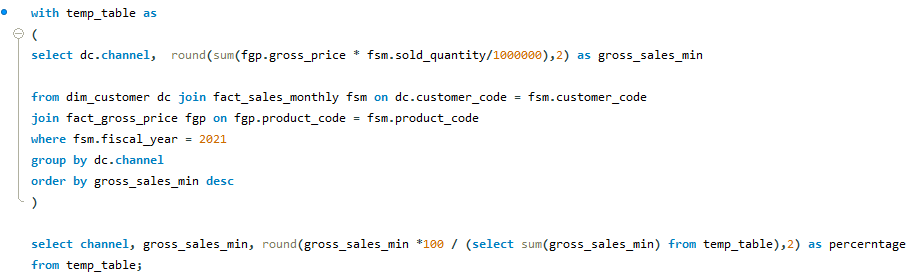 with temp_table as
(
select dc.channel,  round(sum(fgp.gross_price * fsm.sold_quantity/1000000),2) as gross_sales_min
from dim_customer dc join fact_sales_monthly fsm on dc.customer_code = fsm.customer_code
join fact_gross_price fgp on fgp.product_code = fsm.product_code
where fsm.fiscal_year = 2021
group by dc.channel
order by gross_sales_min desc
)
select channel, gross_sales_min, round(gross_sales_min *100 / (select sum(gross_sales_min) from temp_table),2) as percerntage
from temp_table;